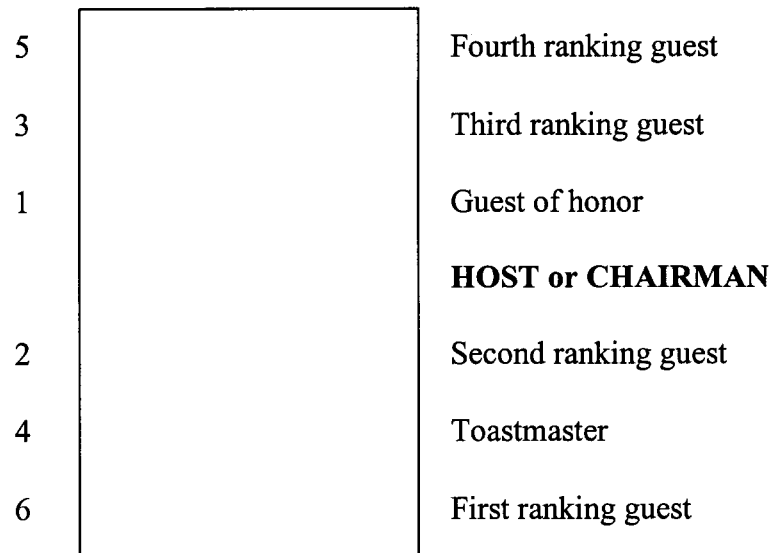 5 Fourth ranking guest
3 Third ranking guest
1 Guest of honor
HOST or CHAIRMAN
2 Second ranking guest
4 Toastmaster
6 First ranking guest